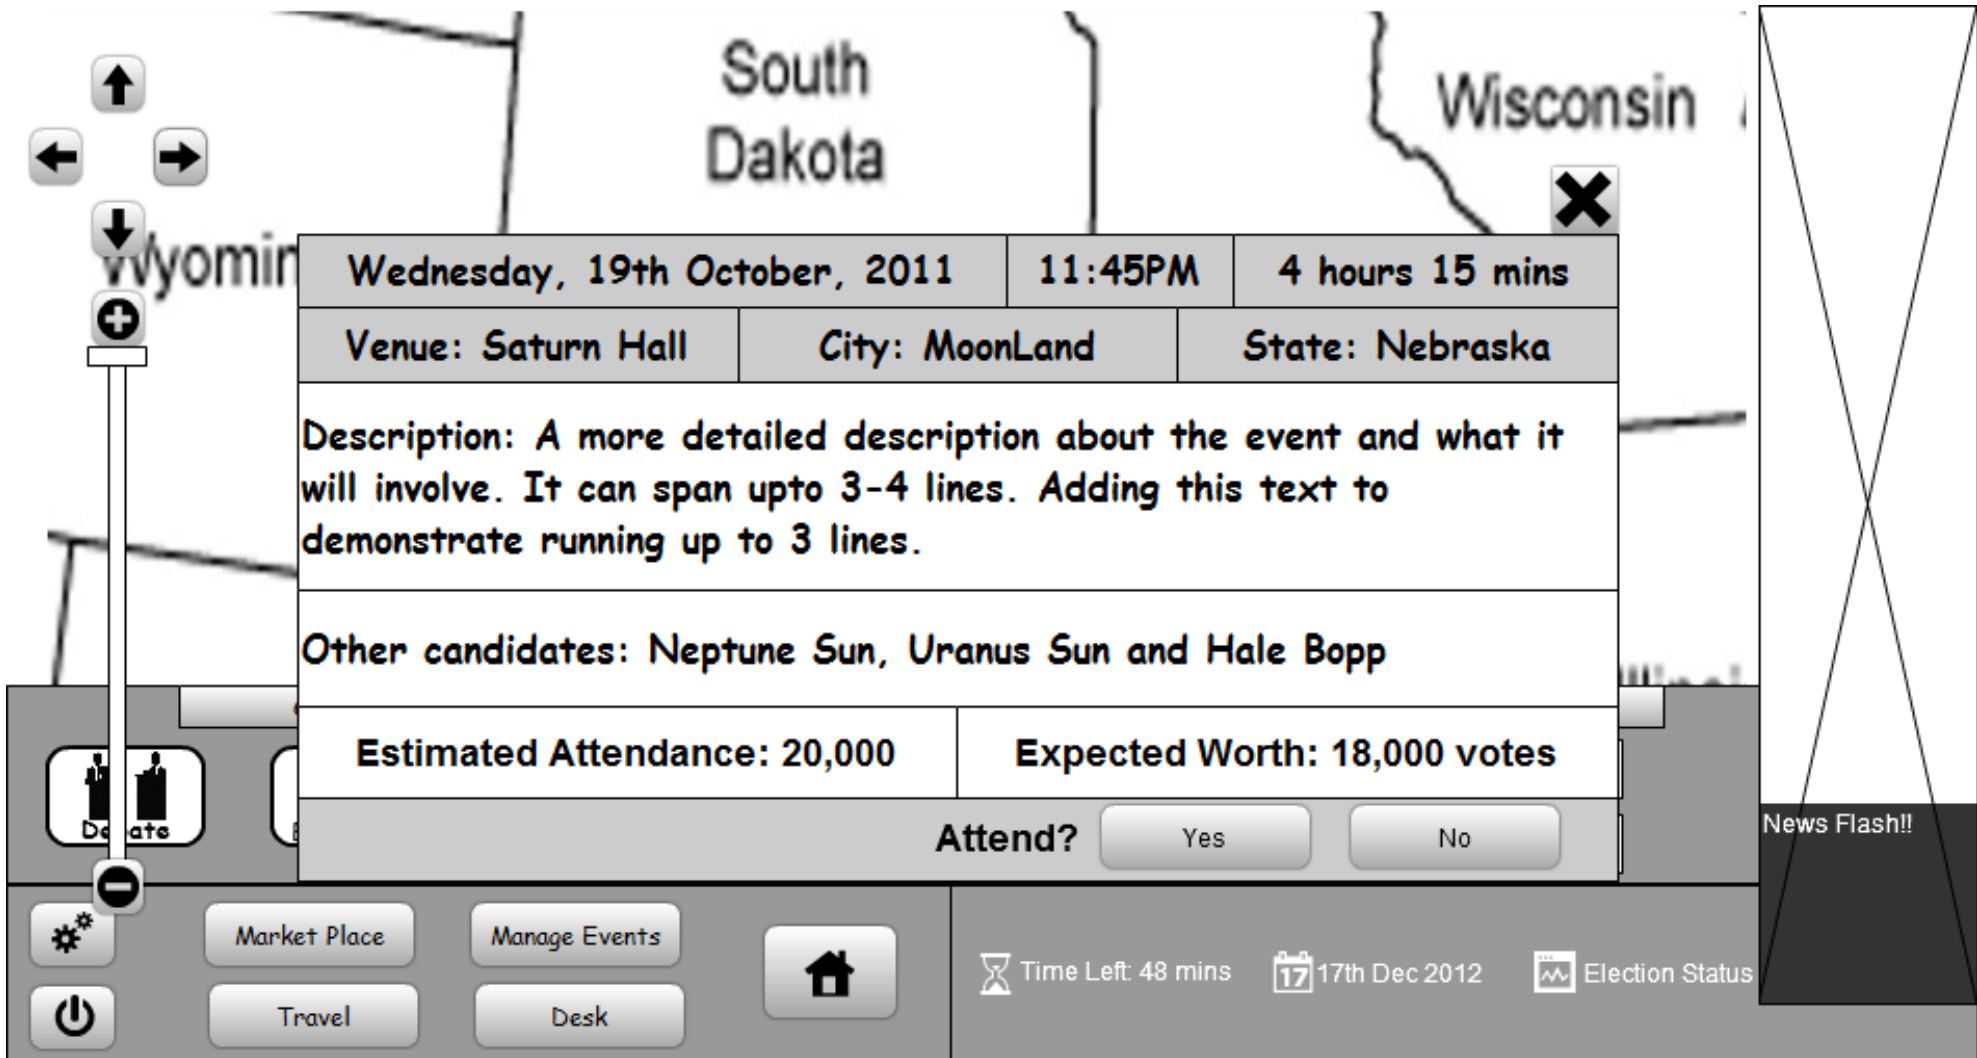 South
Dakota
Wisconsin
Wednesday, 19th October, 2011 11:45PM 4 hours 15 mins
Venue: Saturn Hall City: MoonLand State: Nebraska
Description: A more detailed description about the event and what it
will involve. It can span upto 3-4 lines. Adding this text to
demonstrate running up to 3 lines.
Other candidates: Neptune Sun, Uranus Sun and Hale Bopp
Estimated Attendance: 20,000 Expected Worth: 18,000 votes
Attend? Yes No
News Flash!!
Market Place Manage Events
Travel Desk
Time Left: 48 mins 17 17th Dec 2012 Election Status